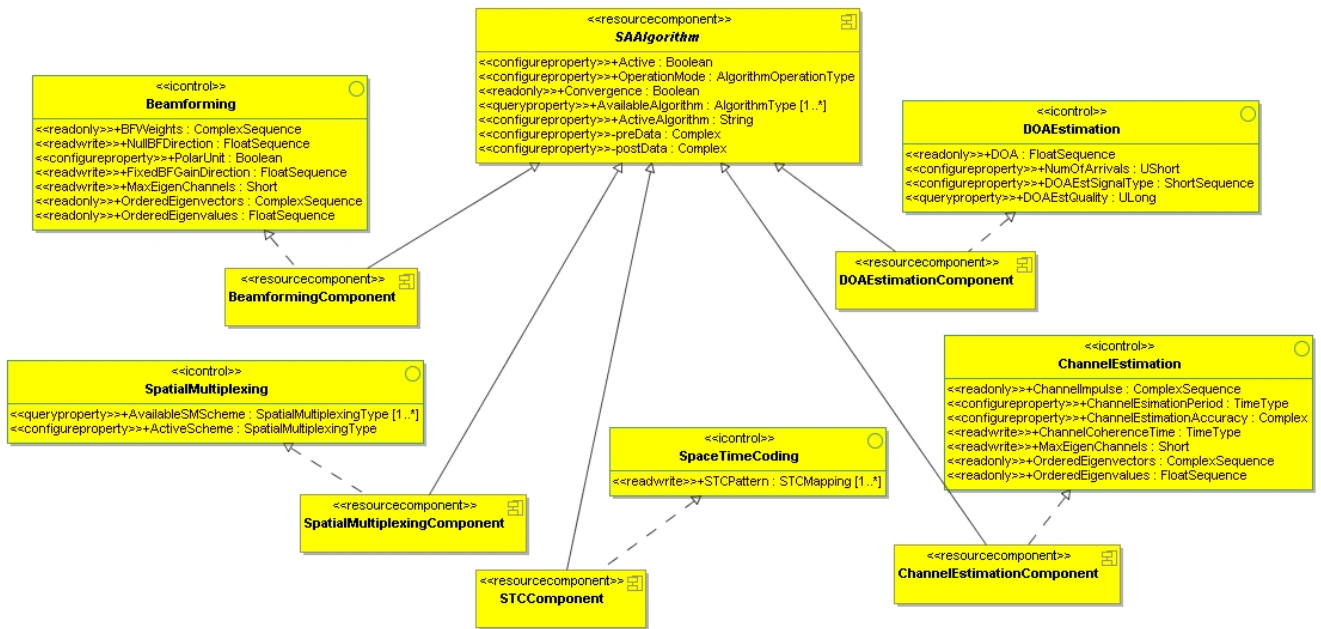 <<resourcecomponent>>
SAAlgorithm
<<configureproperty>>+Active : Boolean
<<configureproperty>>+OperationMode : AlgorithmOperationType
<<readonly>>+Convergence : Boolean
<<queryproperty>>+AvailableAlgorithm : AlgorithmType [1..*]
<<configureproperty>>+ActiveAlgorithm : String
<<configureproperty>>-preData : Complex
<<configureproperty>>-postData : Complex
<<icontrol>>
Beamforming
<<readonly>>+BFWeights : ComplexSequence
<<readwrite>>+NullBFDirection : FloatSequence
<<configureproperty>>+PolarUnit : Boolean
<<readwrite>>+FixedBFGainDirection : FloatSequence
<<readwrite>>+MaxEigenChannels : Short
<<readonly>>+OrderedEigenvectors : ComplexSequence
<<readonly>>+OrderedEigenvalues : FloatSequence
<<icontrol>>
DOAEstimation
<<readonly>>+DOA : FloatSequence
<<configureproperty>>+NumOfArrivals : UShort
<<configureproperty>>+DOAEstSignalType : ShortSequence
<<queryproperty>>+DOAEstQuality : ULong
<<resourcecomponent>>
BeamformingComponent
<<resourcecomponent>>
DOAEstimationComponent
<<icontrol>>
SpatialMultiplexing
<<queryproperty>>+AvailableSMScheme : SpatialMultiplexingType [1..*]
<<configureproperty>>+ActiveScheme : SpatialMultiplexingType
<<icontrol>>
ChannelEstimation
<<readonly>>+ChannelImpulse : ComplexSequence
<<configureproperty>>+ChannelEsimationPeriod : TimeType
<<configureproperty>>+ChannelEstimationAccuracy : Complex
<<readwrite>>+ChannelCoherenceTime : TimeType
<<readwrite>>+MaxEigenChannels : Short
<<readonly>>+OrderedEigenvectors : ComplexSequence
<<readonly>>+OrderedEigenvalues : FloatSequence
<<icontrol>>
SpaceTimeCoding
<<readwrite>>+STCPattern : STCMapping [1..*]
<<resourcecomponent>>
SpatialMultiplexingComponent
<<resourcecomponent>>
STCComponent
<<resourcecomponent>>
ChannelEstimationComponent